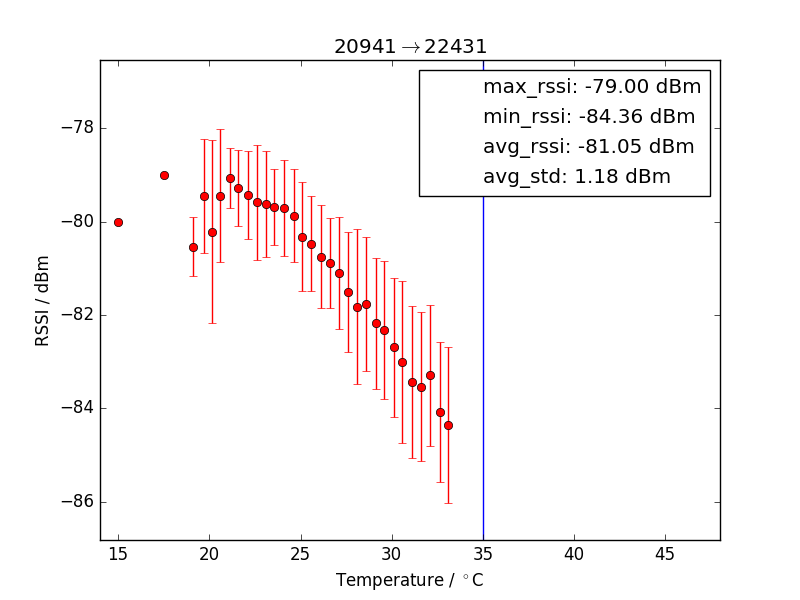 20941→22431
max_rssi: -79.00 dBm
min_rssi: -84.36 dBm
avg_rssi: -81.05 dBm
avg_std: 1.18 dBm
−78
−80
−82
−84
−86
RSSI / dBm
15 20 25 30 35 40 45
Temperature / °C